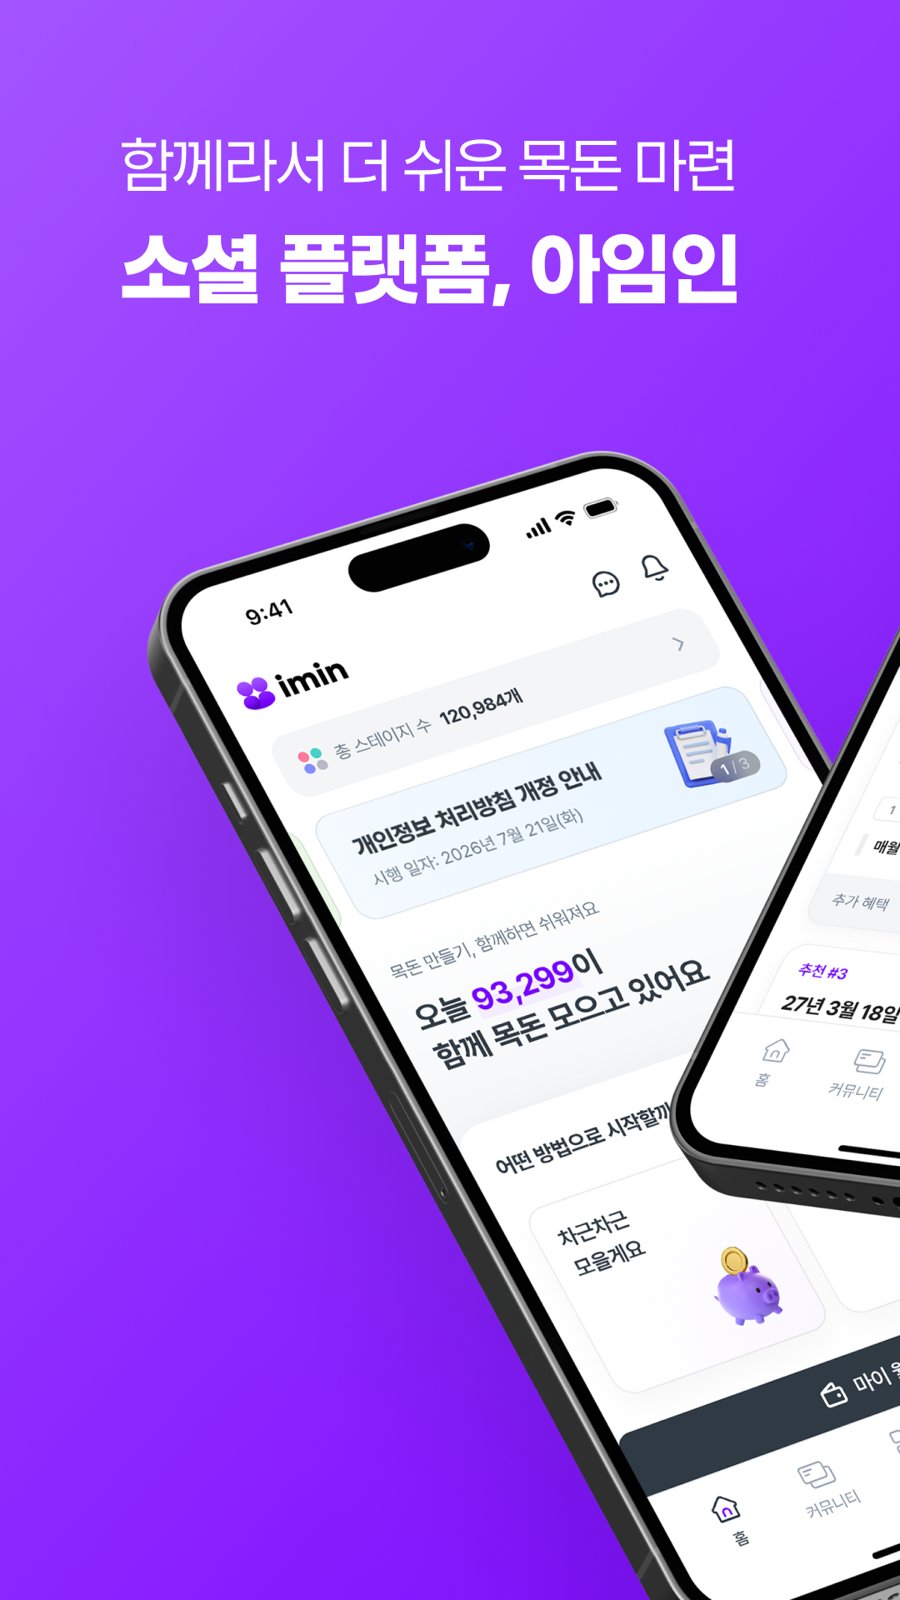 함께라서 더 쉬운 목돈 마련
소셜 플랫폼, 아임인
9:41
imin
총 스테이지 수 120,984개
개인정보 처리방침 개정 안내
시행 일자: 2026년 7월 21일(화)
1 / 3
목돈 만들기, 함께하면 쉬워져요
오늘 93,299이
함께 목돈 모으고 있어요
어떤 방법으로 시작할까
차근차근
모을게요
마이
홈
커뮤니티
1
매월
추가 혜택
추천 #3
27년 3월 18일
홈
커뮤니티